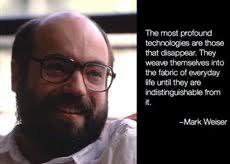 The most profound
technologies are those
that disappear. They
weave themselves into
the fabric of everyday
life until they are
indistinguishable from
it.
–Mark Weiser